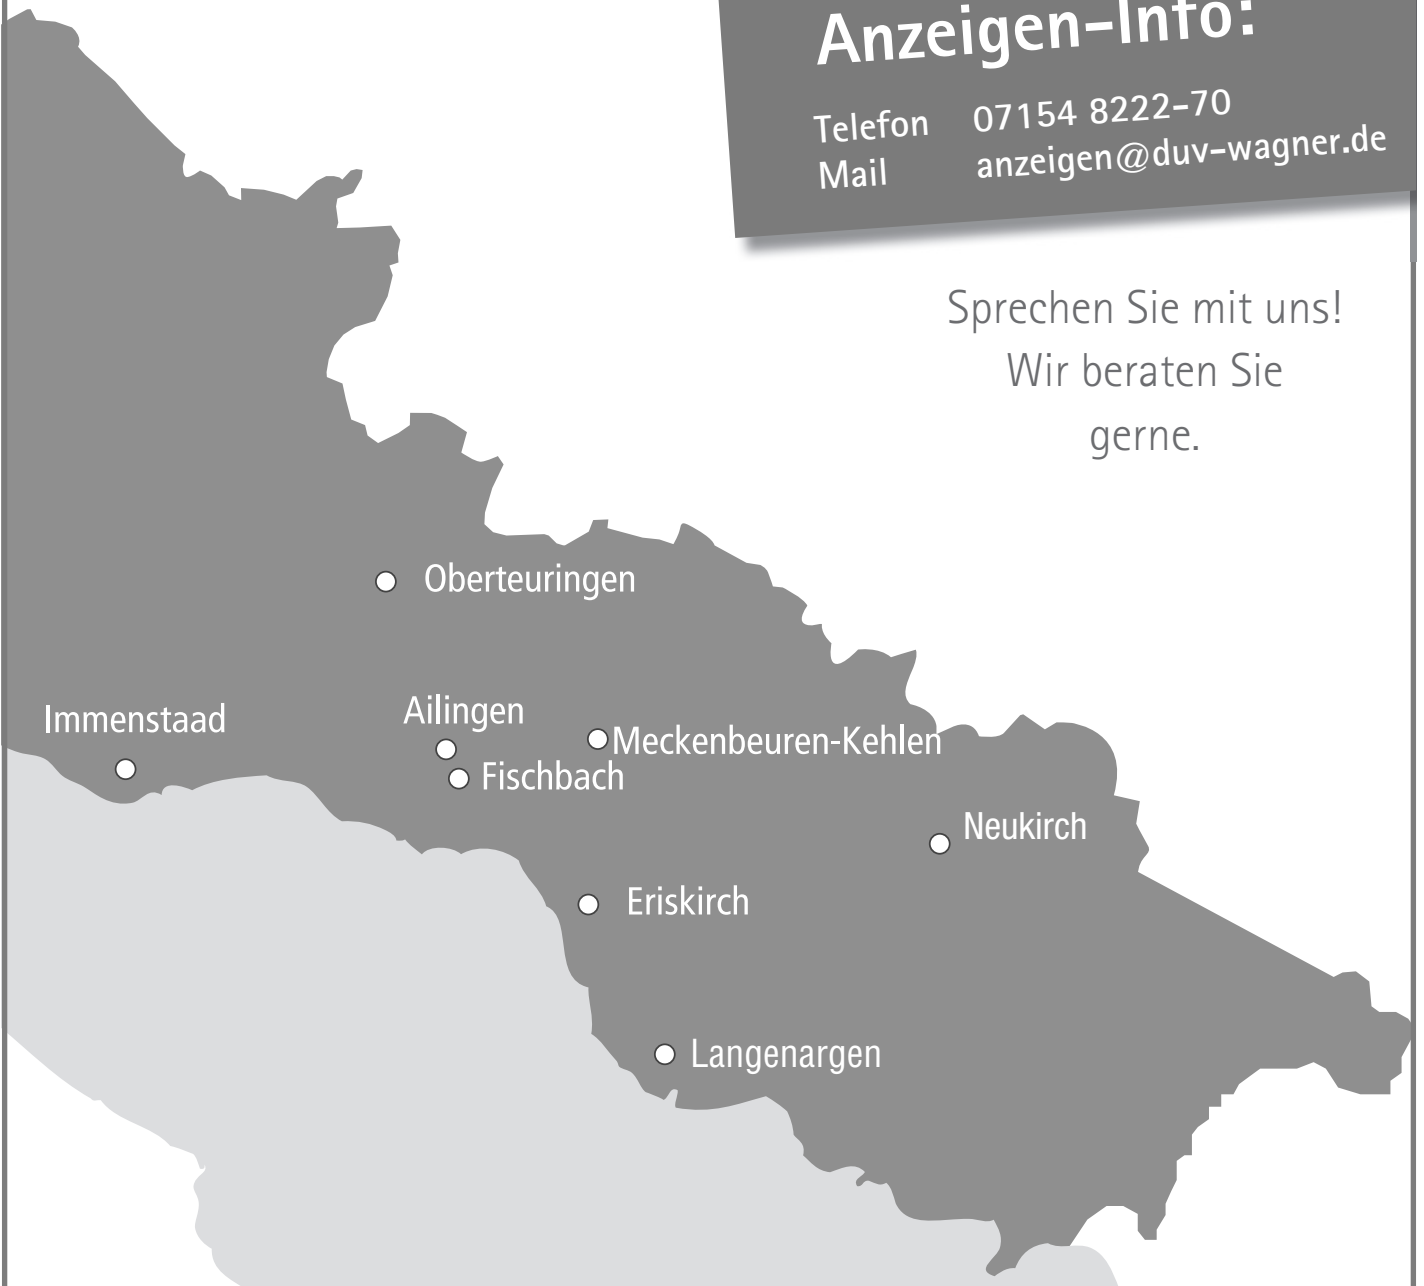 Anzeigen-Info:
Telefon 07154 8222-70
Mail anzeigen@duv-wagner.de
Sprechen Sie mit uns!
Wir beraten Sie
gerne.
Oberteuringen
Immenstaad
Ailingen
Meckenbeuren-Kehlen
Fischbach
Neukirch
Eriskirch
Langenargen